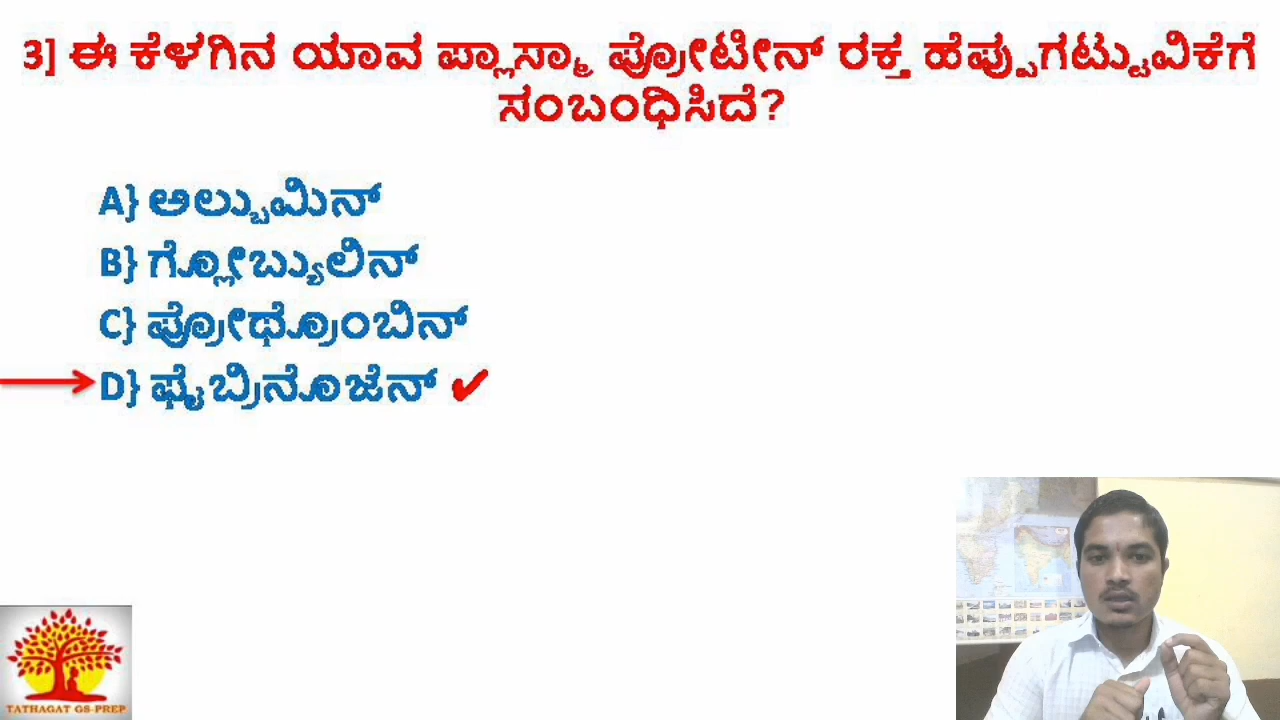 3] ಈ ಕೆಳಗಿನ ಯಾವ ಪ್ಲಾಸ್ಮಾ ಪ್ರೋಟೀನ್ ರಕ್ತ ಹೆಪ್ಪುಗಟ್ಟುವಿಕೆಗೆ
ಸಂಬಂಧಿಸಿದೆ?
A} ಅಲ್ಬುಮಿನ್
B} ಗ್ಲೋಬ್ಯುಲಿನ್
C} ಪ್ರೋಥ್ರೊಂಬಿನ್
D} ಫೈಬ್ರಿನೊಜೆನ್ ✔
TATHAGAT GS-PREP